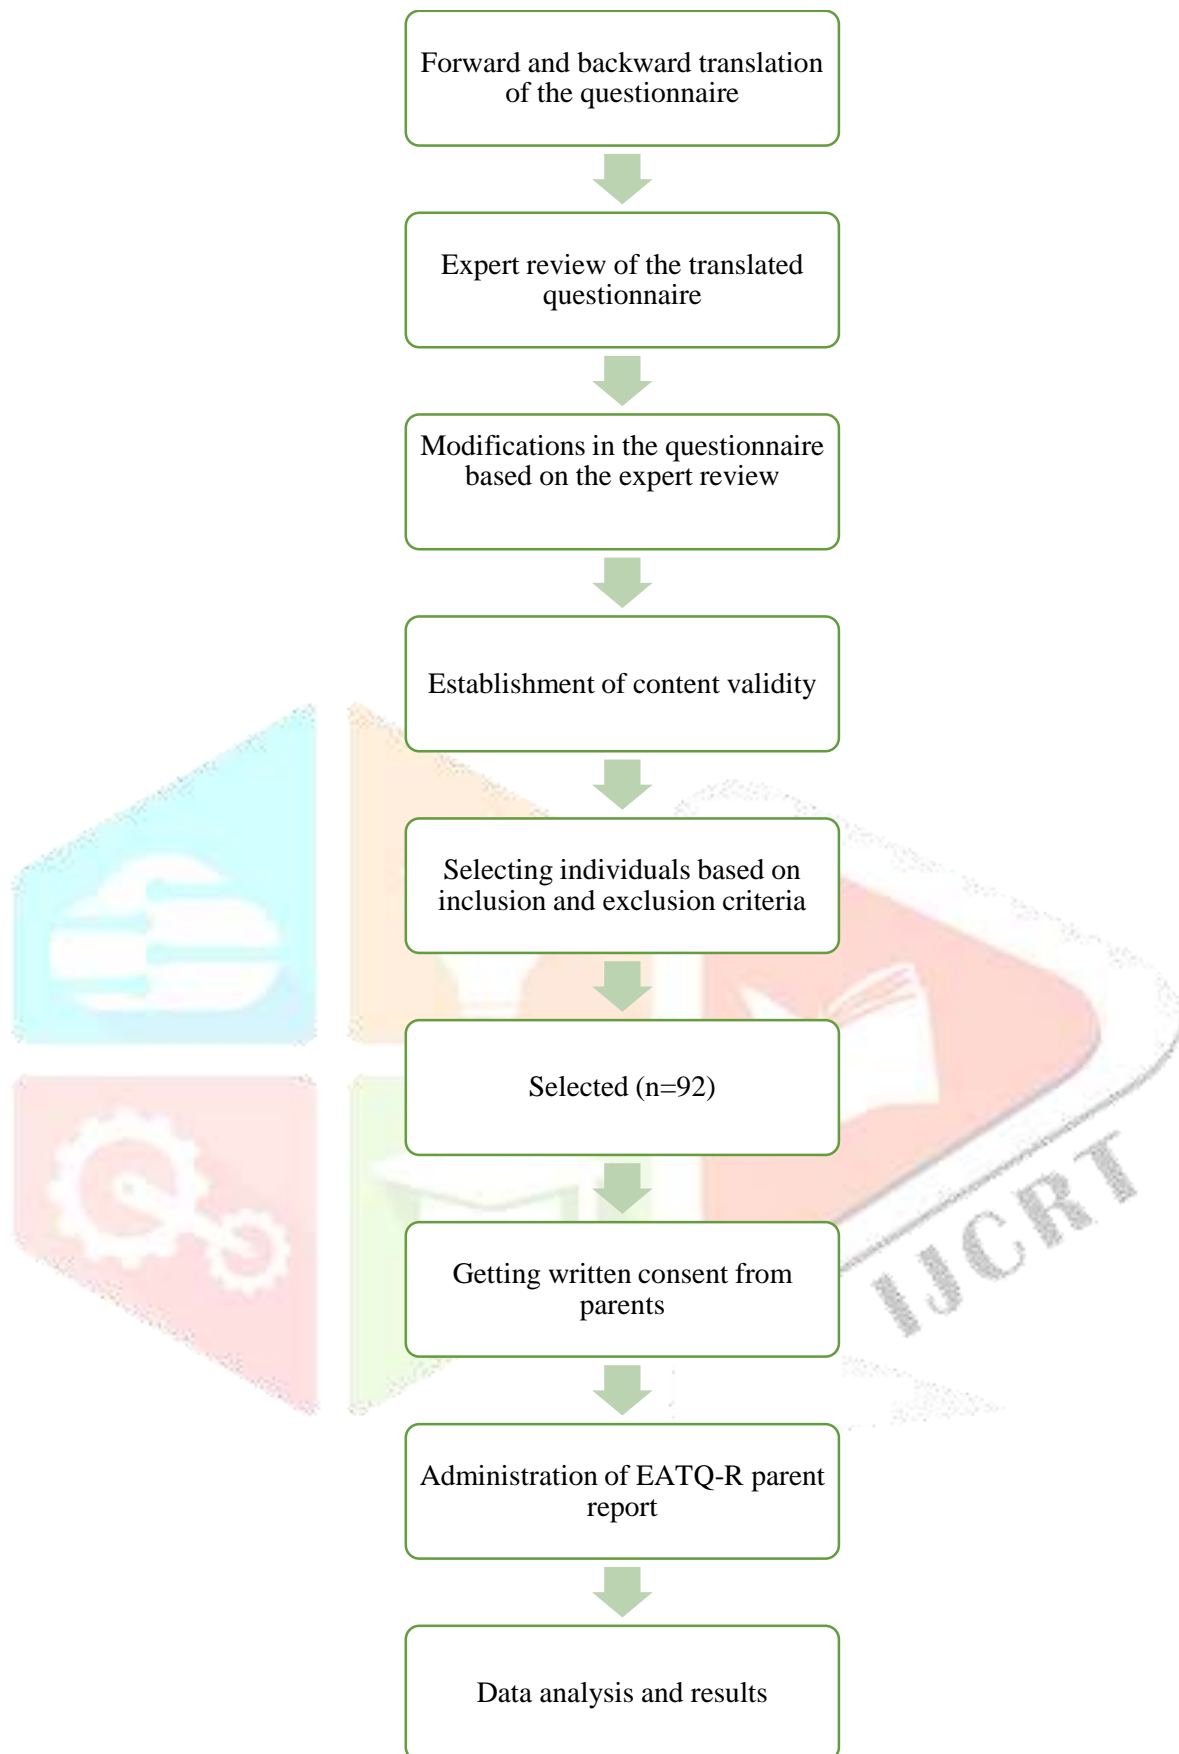 Forward and backward translation
of the questionnaire
Expert review of the translated
questionnaire
Modifications in the questionnaire
based on the expert review
Establishment of content validity
Selecting individuals based on
inclusion and exclusion criteria
Selected (n=92)
Getting written consent from
parents
IJCRT
Administration of EATQ-R parent
report
Data analysis and results